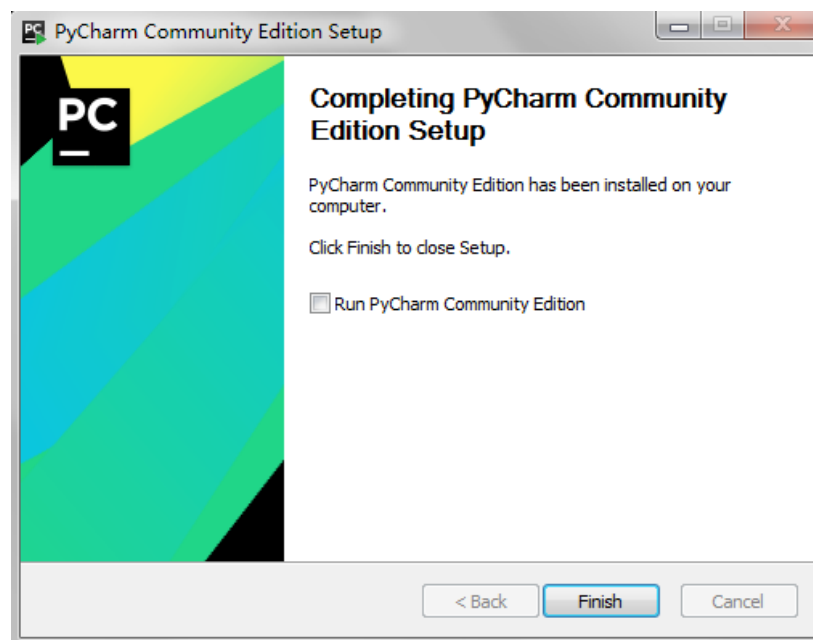 PC PyCharm Community Edition Setup
PC
Completing PyCharm Community
Edition Setup
PyCharm Community Edition has been installed on your
computer.
Click Finish to close Setup.
Run PyCharm Community Edition
< Back Finish Cancel